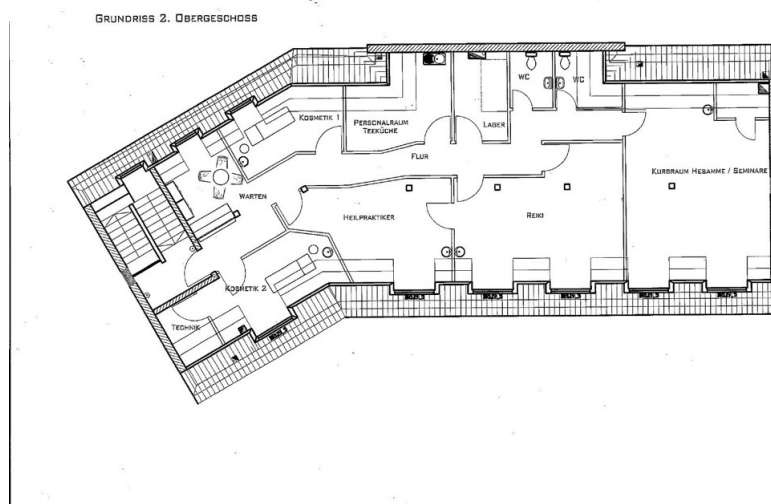 GRUNDRISS 2. OBERGESCHOSS
WC
WC
KOSMETIK 1
PERSONALRAUM
TEEKÜCHE
LAGER
FLUR
KURSRAUM HEBAMME / SEMINARE
WARTEN
HEILPRAKTIKER
REIKI
KOSMETIK 2
TECHNIK